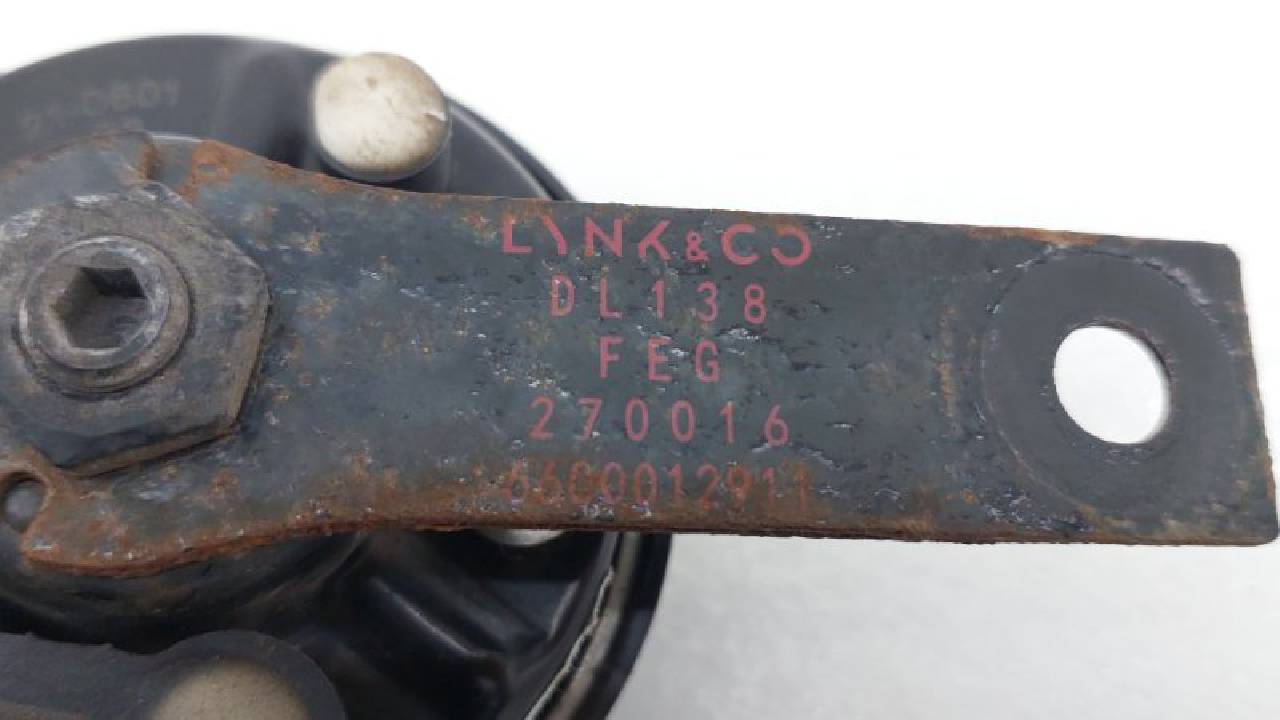 LYNK&CO
DL138
FEG
270016
6600012911